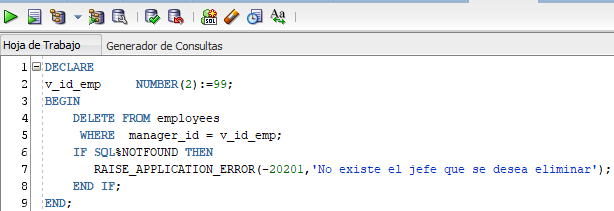 SQL
Aa
Hoja de Trabajo Generador de Consultas
1 DECLARE
2 v_id_emp NUMBER(2):=99;
3 BEGIN
4 DELETE FROM employees
5 WHERE manager_id = v_id_emp;
6 IF SQL%NOTFOUND THEN
7 RAISE_APPLICATION_ERROR(-20201,'No existe el jefe que se desea eliminar');
8 END IF;
9 END;